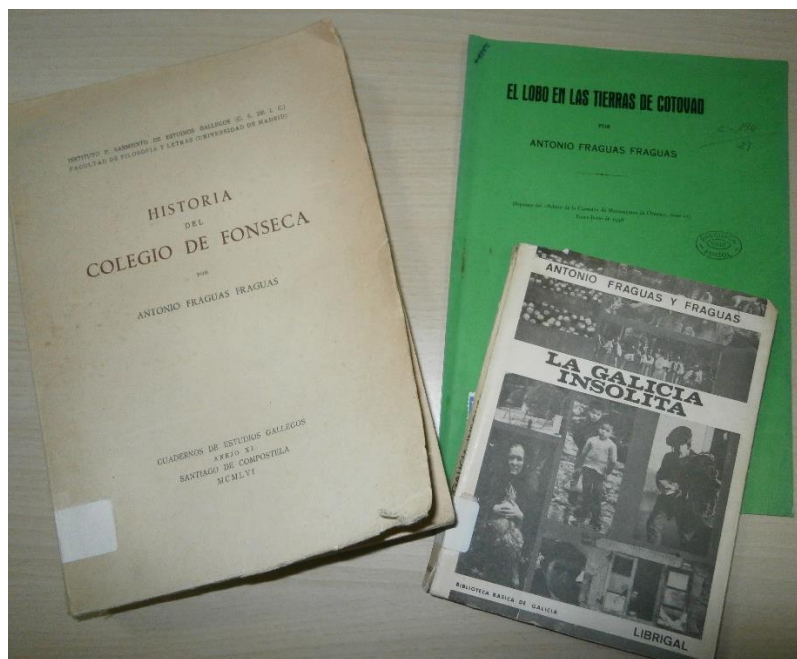 INSTITUTO P. SARMIENTO DE ESTUDIOS GALLEGOS (C. S. DE I. C.)
FACULTAD DE FILOSOFIA Y LETRAS (UNIVERSIDAD DE MADRID)
HISTORIA
DEL
COLEGIO DE FONSECA
POR
ANTONIO FRAGUAS FRAGUAS
CUADERNOS DE ESTUDIOS GALLEGOS
ANEJO XI
SANTIAGO DE COMPOSTELA
MCMLVI
EL LOBO EN LAS TIERRAS DE COTOVAD
POR
ANTONIO FRAGUAS FRAGUAS
ANTONIO FRAGUAS Y FRAGUAS
LA GALICIA
INSOLITA
BIBLIOTECA BASICA DE GALICIA
LIBRIGAL